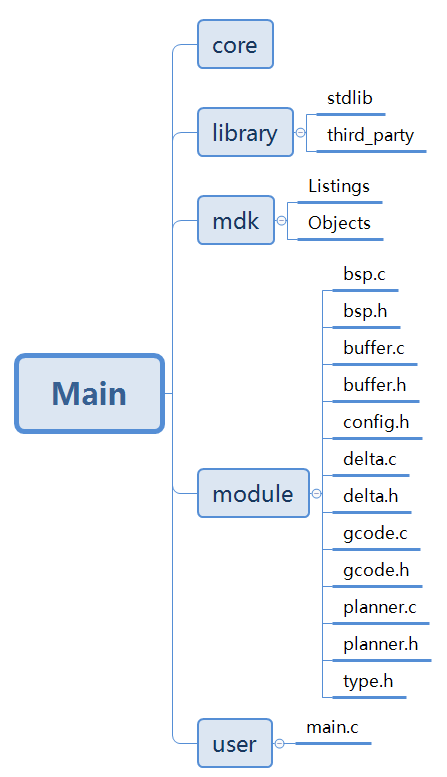 core
library
stdlib
third_party
mdk
Listings
Objects
Main
module
bsp.c
bsp.h
buffer.c
buffer.h
config.h
delta.c
delta.h
gcode.c
gcode.h
planner.c
planner.h
type.h
user
main.c